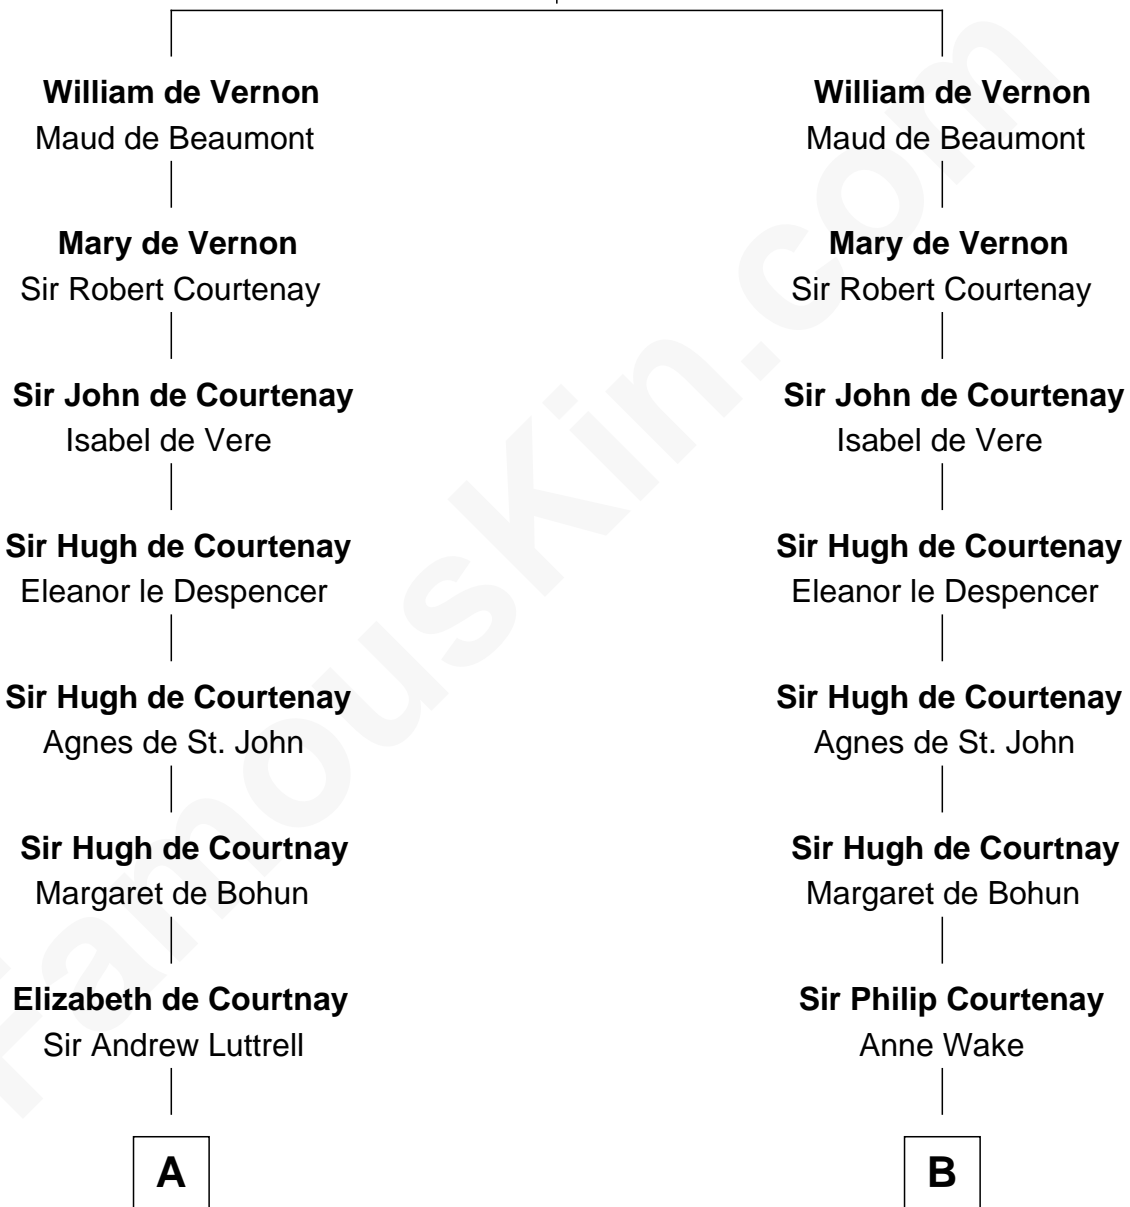 William de Vernon
Maud de Beaumont
Mary de Vernon
Sir Robert Courtenay
Sir John de Courtenay
Isabel de Vere
Sir Hugh de Courtenay
Eleanor le Despencer
Sir Hugh de Courtenay
Agnes de St. John
Sir Hugh de Courtnay
Margaret de Bohun
Elizabeth de Courtnay
Sir Andrew Luttrell
A
William de Vernon
Maud de Beaumont
Mary de Vernon
Sir Robert Courtenay
Sir John de Courtenay
Isabel de Vere
Sir Hugh de Courtenay
Eleanor le Despencer
Sir Hugh de Courtenay
Agnes de St. John
Sir Hugh de Courtnay
Margaret de Bohun
Sir Philip Courtenay
Anne Wake
B
FamousKin.com